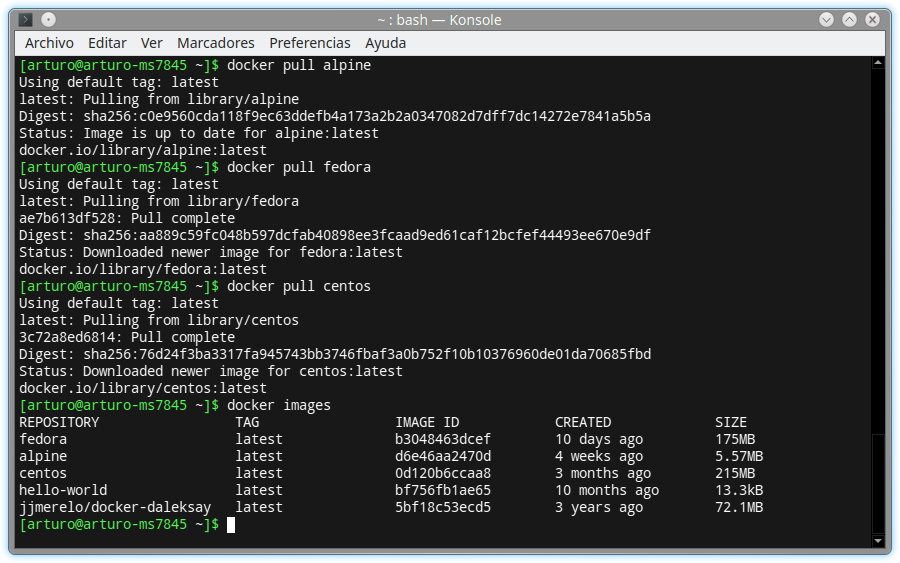 ~ : bash — Konsole
Archivo Editar Ver Marcadores Preferencias Ayuda
[arturo@arturo-ms7845 ~]$ docker pull alpine
Using default tag: latest
latest: Pulling from library/alpine
Digest: sha256:c0e9560cda118f9ec63ddefb4a173a2b2a0347082d7dff7dc14272e7841a5b5a
Status: Image is up to date for alpine:latest
docker.io/library/alpine:latest
[arturo@arturo-ms7845 ~]$ docker pull fedora
Using default tag: latest
latest: Pulling from library/fedora
ae7b613df528: Pull complete
Digest: sha256:aa889c59fc048b597dcfab40898ee3fcaad9ed61caf12bcfef44493ee670e9df
Status: Downloaded newer image for fedora:latest
docker.io/library/fedora:latest
[arturo@arturo-ms7845 ~]$ docker pull centos
Using default tag: latest
latest: Pulling from library/centos
3c72a8ed6814: Pull complete
Digest: sha256:76d24f3ba3317fa945743bb3746fbaf3a0b752f10b10376960de01da70685fbd
Status: Downloaded newer image for centos:latest
docker.io/library/centos:latest
[arturo@arturo-ms7845 ~]$ docker images
REPOSITORY TAG IMAGE ID CREATED SIZE
fedora latest b3048463dcef 10 days ago 175MB
alpine latest d6e46aa2470d 4 weeks ago 5.57MB
centos latest 0d120b6ccaa8 3 months ago 215MB
hello-world latest bf756fb1ae65 10 months ago 13.3kB
jjmerelo/docker-daleksay latest 5bf18c53ecd5 3 years ago 72.1MB
[arturo@arturo-ms7845 ~]$